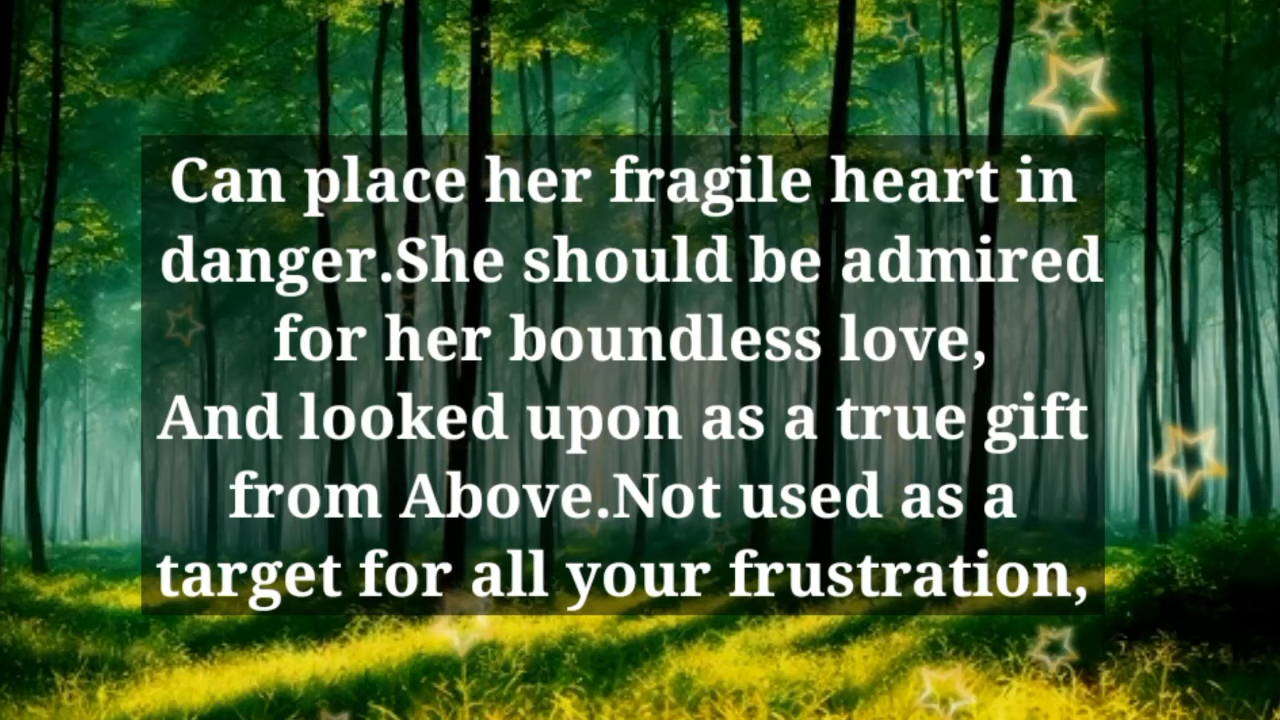 Can place her fragile heart in
danger.She should be admired
for her boundless love,
And looked upon as a true gift
from Above.Not used as a
target for all your frustration,